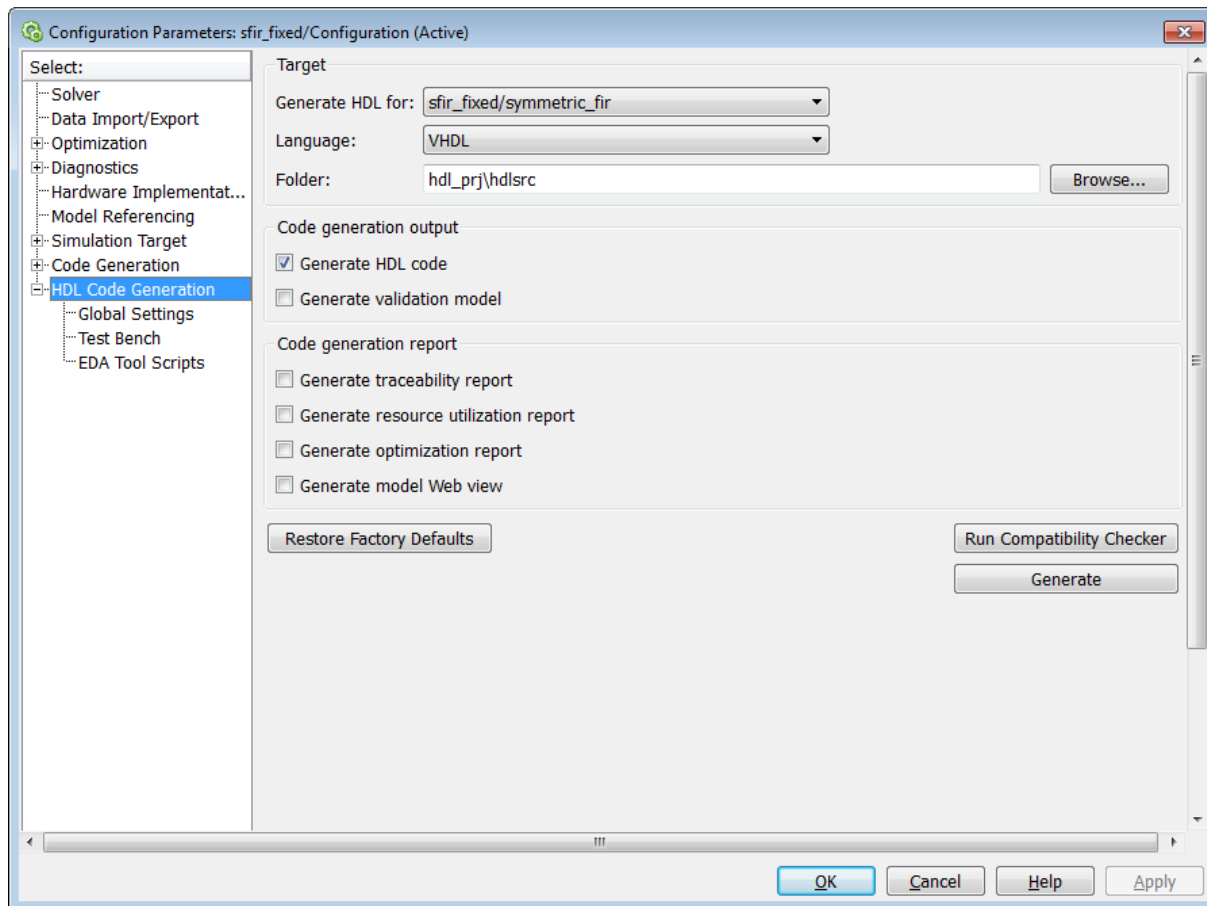 Configuration Parameters: sfir_fixed/Configuration (Active)
Select:
Solver
Data Import/Export
Optimization
Diagnostics
Hardware Implementat...
Model Referencing
Simulation Target
Code Generation
HDL Code Generation
Global Settings
Test Bench
EDA Tool Scripts
Target
Generate HDL for: sfir_fixed/symmetric_fir
Language: VHDL
Folder: hdl_prj\hdlsrc Browse...
Code generation output
Generate HDL code
Generate validation model
Code generation report
Generate traceability report
Generate resource utilization report
Generate optimization report
Generate model Web view
Restore Factory Defaults Run Compatibility Checker
Generate
OK Cancel Help Apply